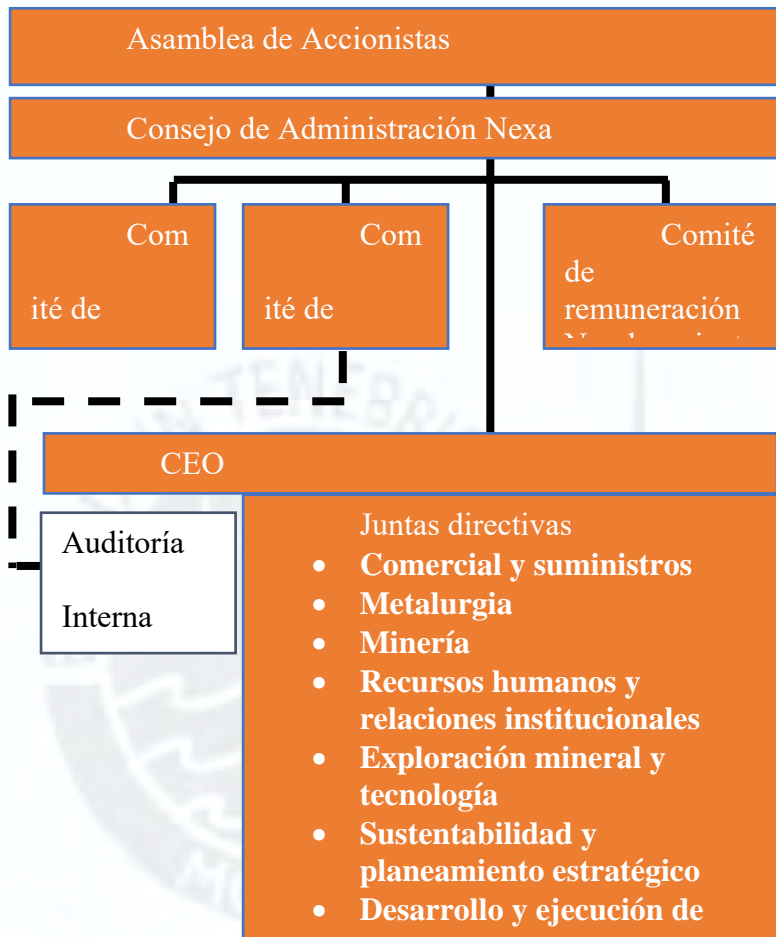 Asamblea de Accionistas
Consejo de Administración Nexa
Com
ité de
Com
ité de
Comité
de
remuneración
CEO
Auditoría
Interna
Juntas directivas
• Comercial y suministros
• Metalurgia
• Minería
• Recursos humanos y
relaciones institucionales
• Exploración mineral y
tecnología
• Sustentabilidad y
planeamiento estratégico
• Desarrollo y ejecución de